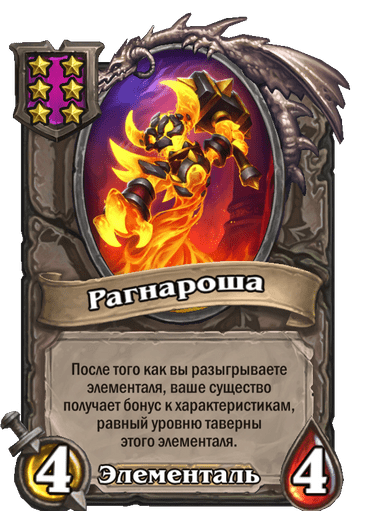 Рагнароша
После того как вы разыгрываете
элементаля, ваше существо
получает бонус к характеристикам,
равный уровню таверны
этого элементаля.
4 Элементаль 4